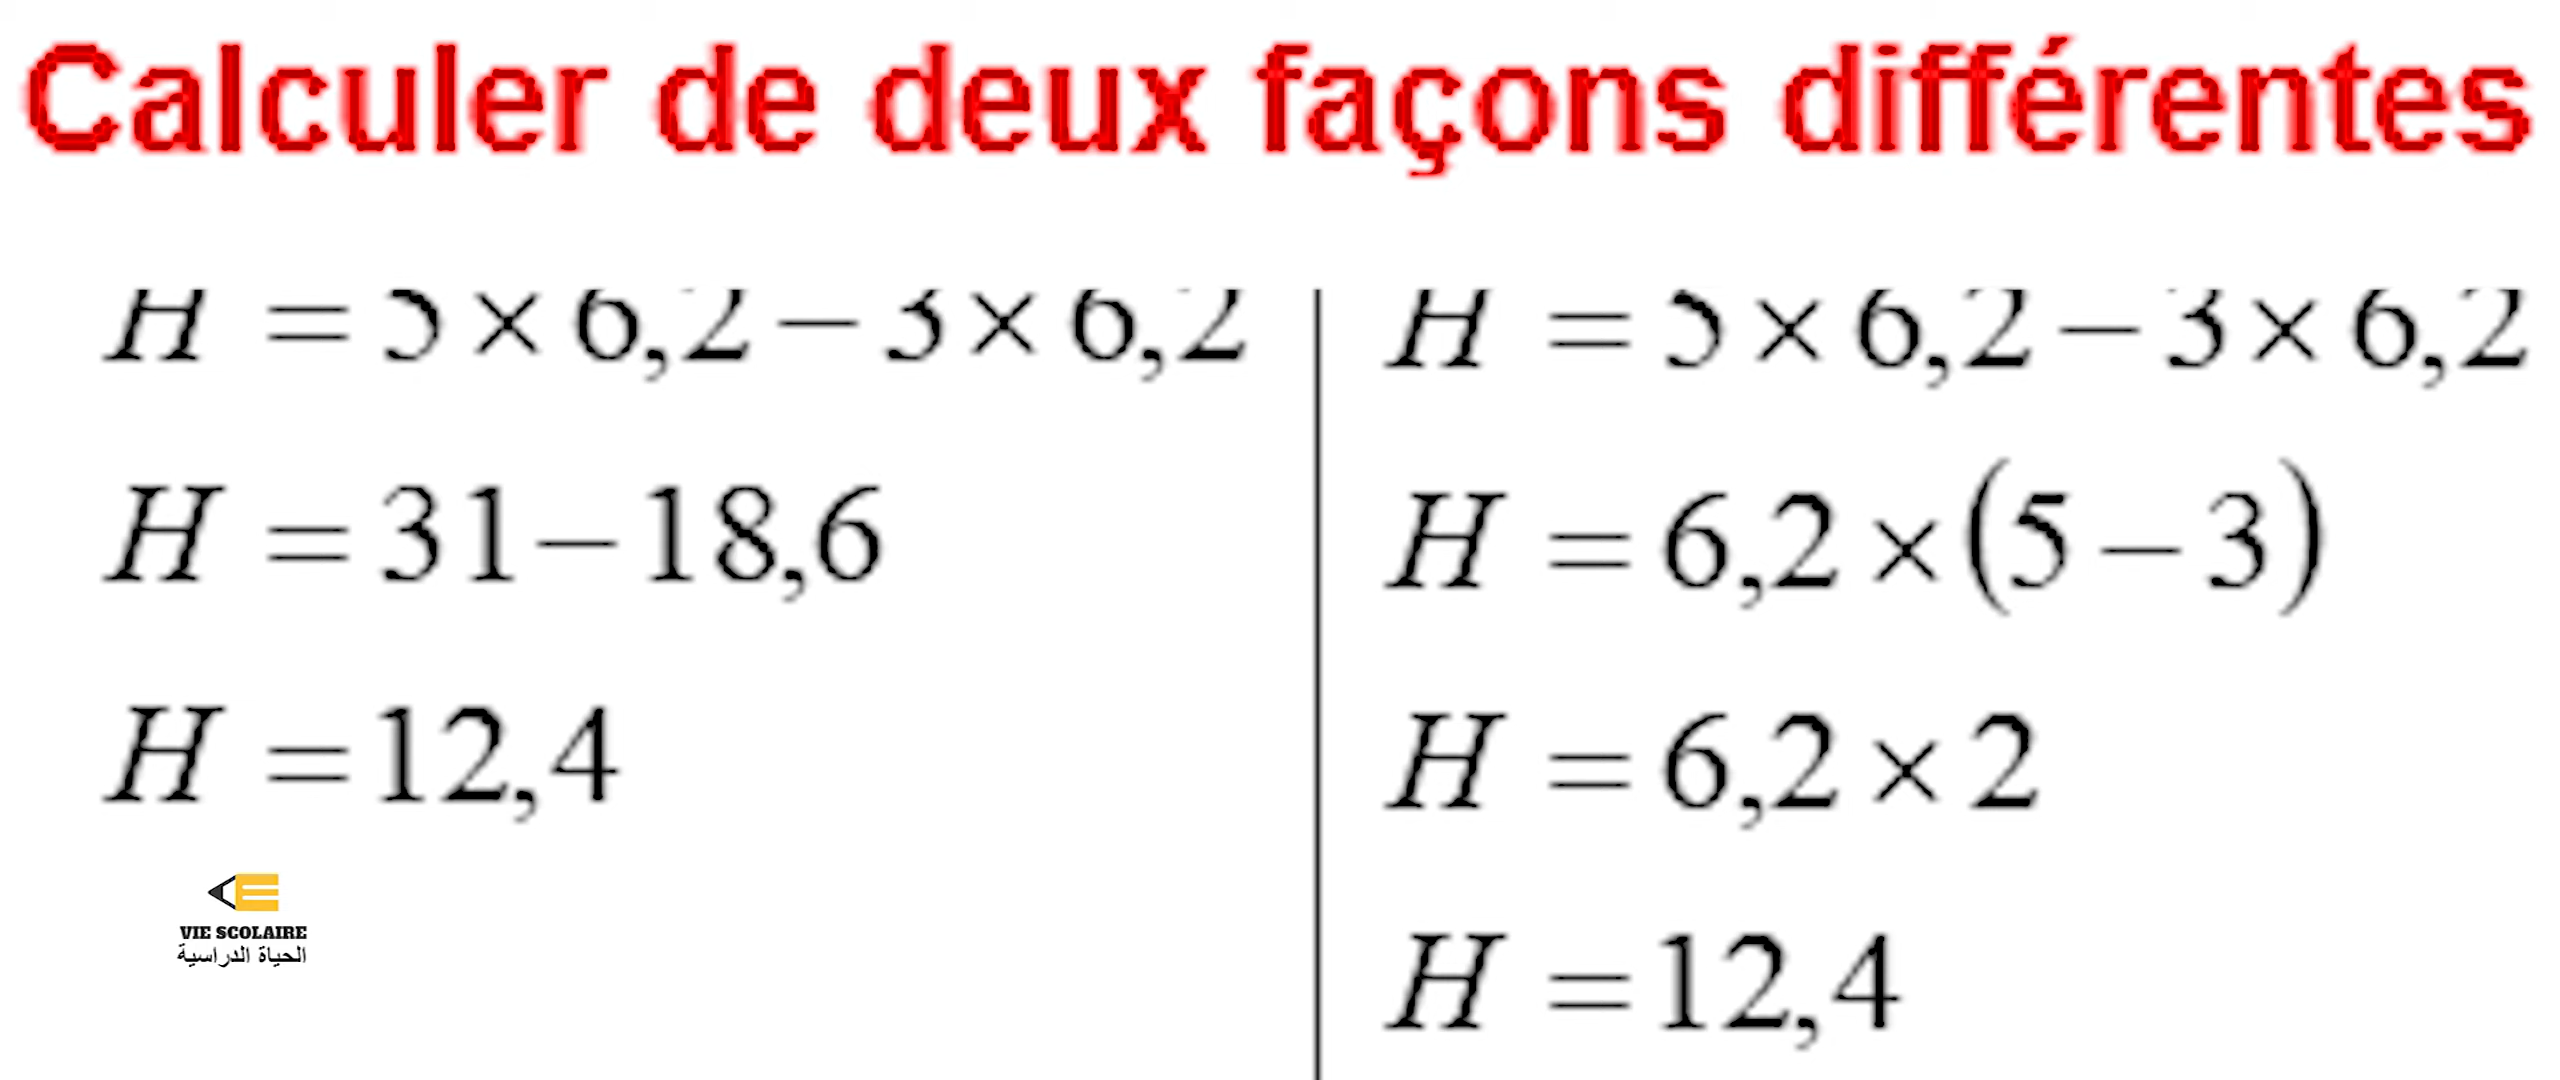 Calculer de deux façons différentes
H = 5 × 6,2 − 3 × 6,2
H = 31 − 18,6
H = 12,4
VIE SCOLAIRE
الحياة الدراسية
H = 5 × 6,2 − 3 × 6,2
H = 6,2 × (5 − 3)
H = 6,2 × 2
H = 12,4